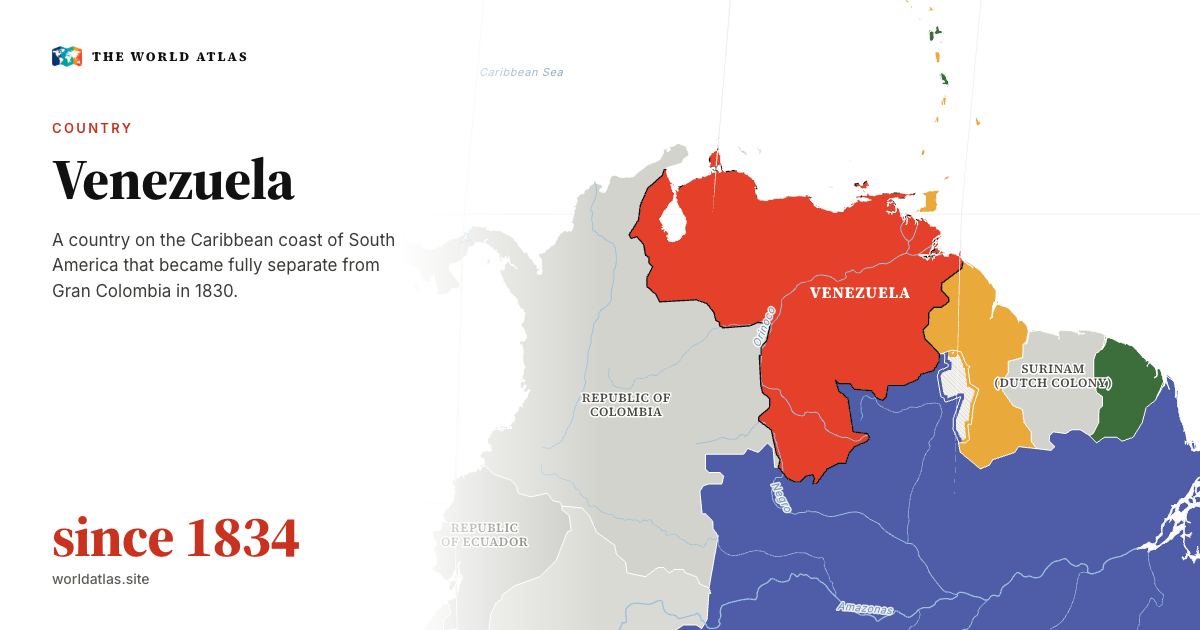 THE WORLD ATLAS
COUNTRY
Venezuela
A country on the Caribbean coast of South
America that became fully separate from
Gran Colombia in 1830.
since 1834
worldatlas.site
Caribbean Sea
VENEZUELA
Orinoco
SURINAM
(DUTCH COLONY)
REPUBLIC OF
COLOMBIA
Negro
REPUBLIC
OF ECUADOR
Amazonas